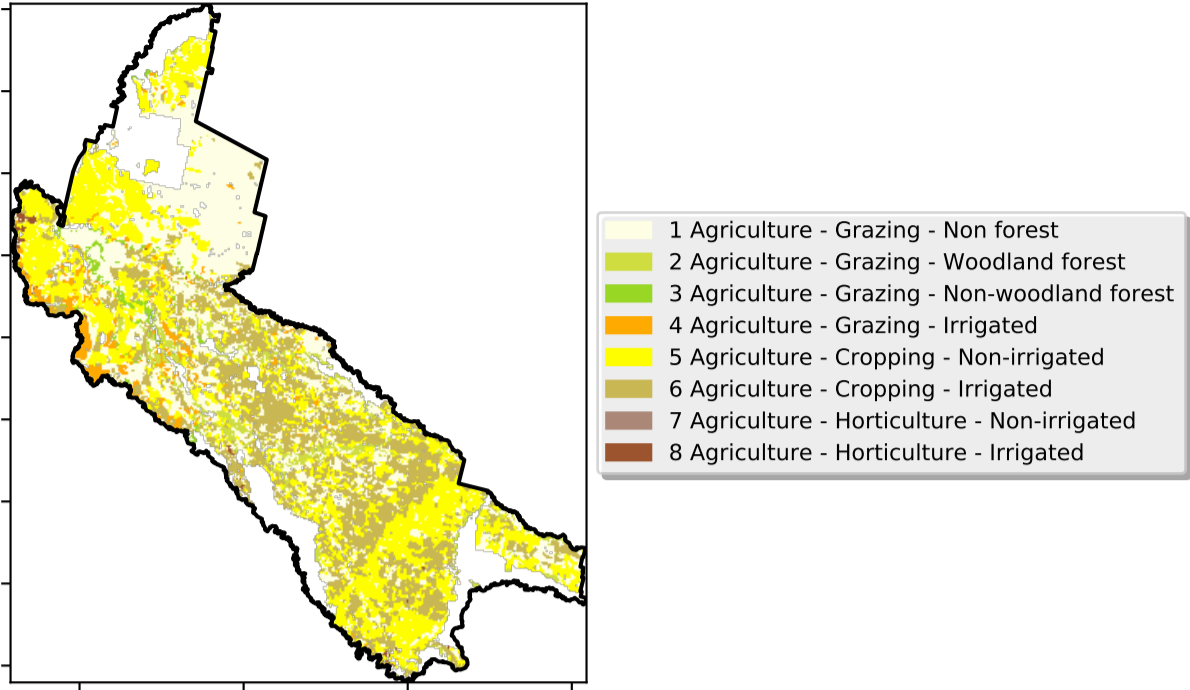 1 Agriculture - Grazing - Non forest
2 Agriculture - Grazing - Woodland forest
3 Agriculture - Grazing - Non-woodland forest
4 Agriculture - Grazing - Irrigated
5 Agriculture - Cropping - Non-irrigated
6 Agriculture - Cropping - Irrigated
7 Agriculture - Horticulture - Non-irrigated
8 Agriculture - Horticulture - Irrigated